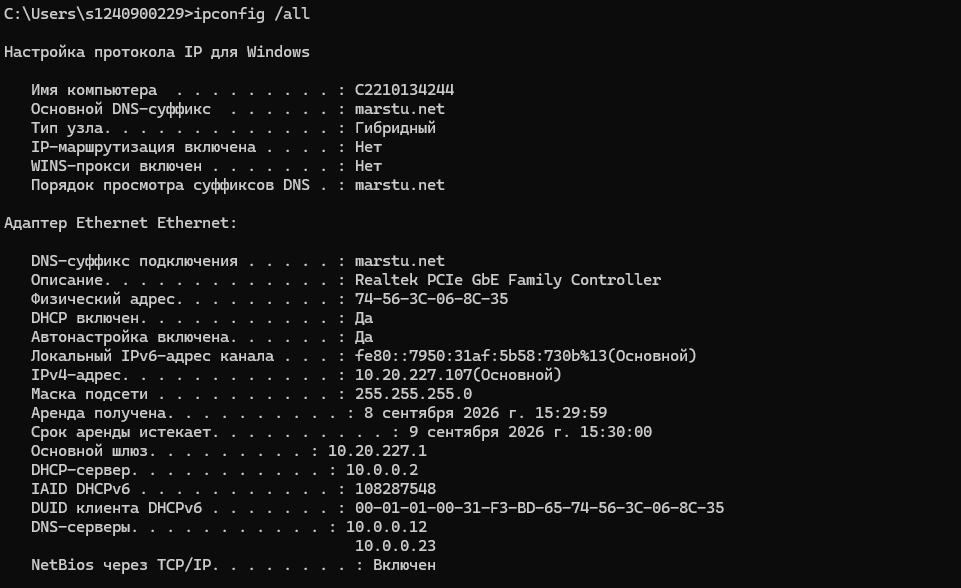 C:\Users\s1240900229>ipconfig /all
Настройка протокола IP для Windows
Имя компьютера  . . . . . . . . . : C2210134244
Основной DNS-суффикс  . . . . . . : marstu.net
Тип узла. . . . . . . . . . . . . : Гибридный
IP-маршрутизация включена . . . . : Нет
WINS-прокси включен . . . . . . . : Нет
Порядок просмотра суффиксов DNS . : marstu.net
Адаптер Ethernet Ethernet:
DNS-суффикс подключения . . . . . : marstu.net
Описание. . . . . . . . . . . . . : Realtek PCIe GbE Family Controller
Физический адрес. . . . . . . . . : 74-56-3C-06-8C-35
DHCP включен. . . . . . . . . . . : Да
Автонастройка включена. . . . . . : Да
Локальный IPv6-адрес канала . . . : fe80::7950:31af:5b58:730b%13(Основной)
IPv4-адрес. . . . . . . . . . . . : 10.20.227.107(Основной)
Маска подсети . . . . . . . . . . : 255.255.255.0
Аренда получена. . . . . . . . . . : 8 сентября 2026 г. 15:29:59
Срок аренды истекает. . . . . . . . . . : 9 сентября 2026 г. 15:30:00
Основной шлюз. . . . . . . . . : 10.20.227.1
DHCP-сервер. . . . . . . . . . . : 10.0.0.2
IAID DHCPv6 . . . . . . . . . . . : 108287548
DUID клиента DHCPv6 . . . . . . . : 00-01-01-00-31-F3-BD-65-74-56-3C-06-8C-35
DNS-серверы. . . . . . . . . . . : 10.0.0.12
10.0.0.23
NetBios через TCP/IP. . . . . . . . : Включен